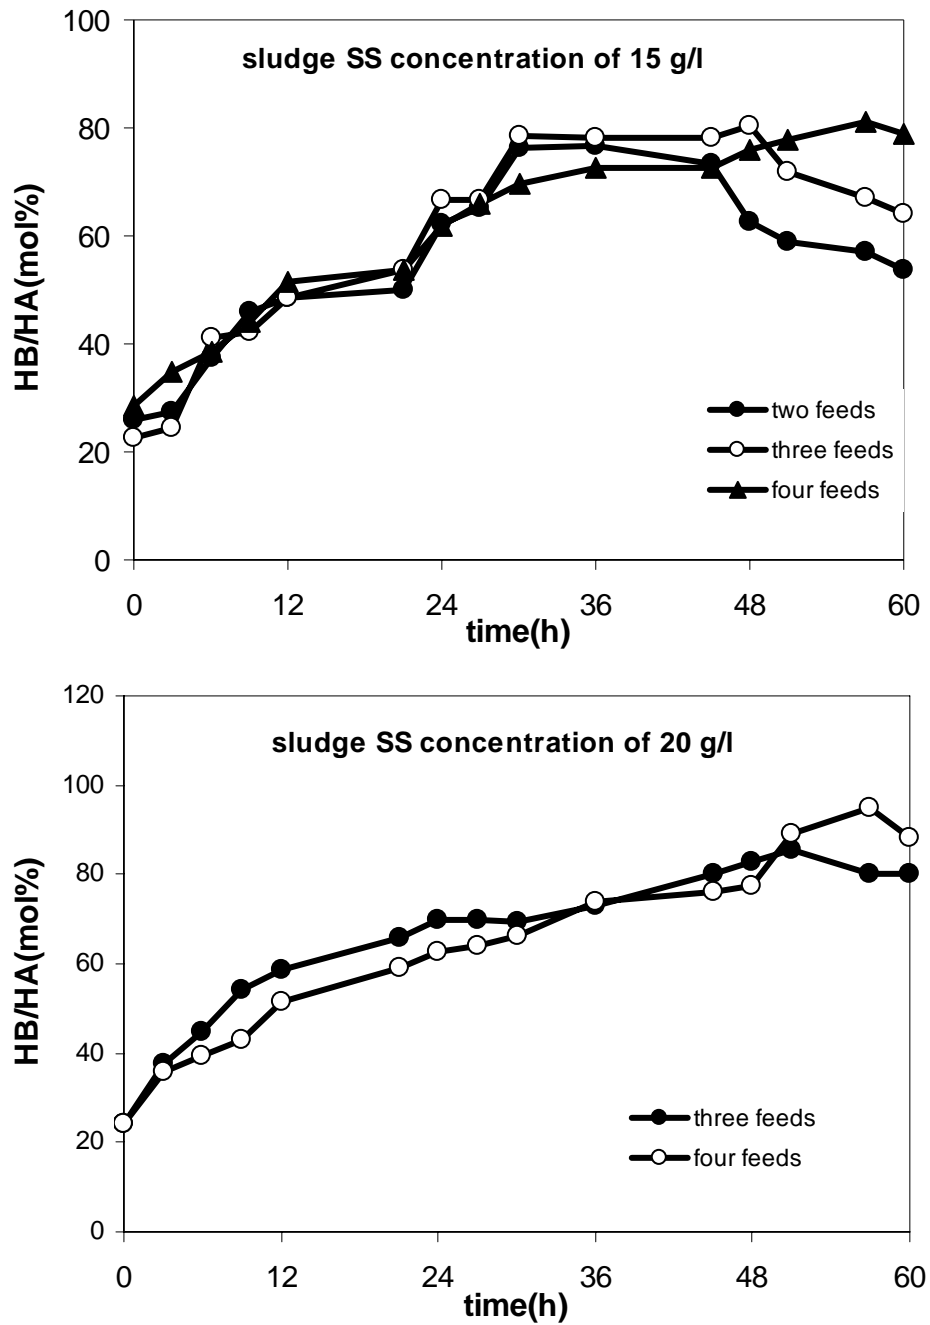 100
sludge SS concentration of 15 g/l
80
60
40
20
0
HB/HA(mol%)
two feeds
three feeds
four feeds
0 12 24 36 48 60
time(h)
120
sludge SS concentration of 20 g/l
100
80
60
40
20
0
HB/HA(mol%)
three feeds
four feeds
0 12 24 36 48 60
time(h)